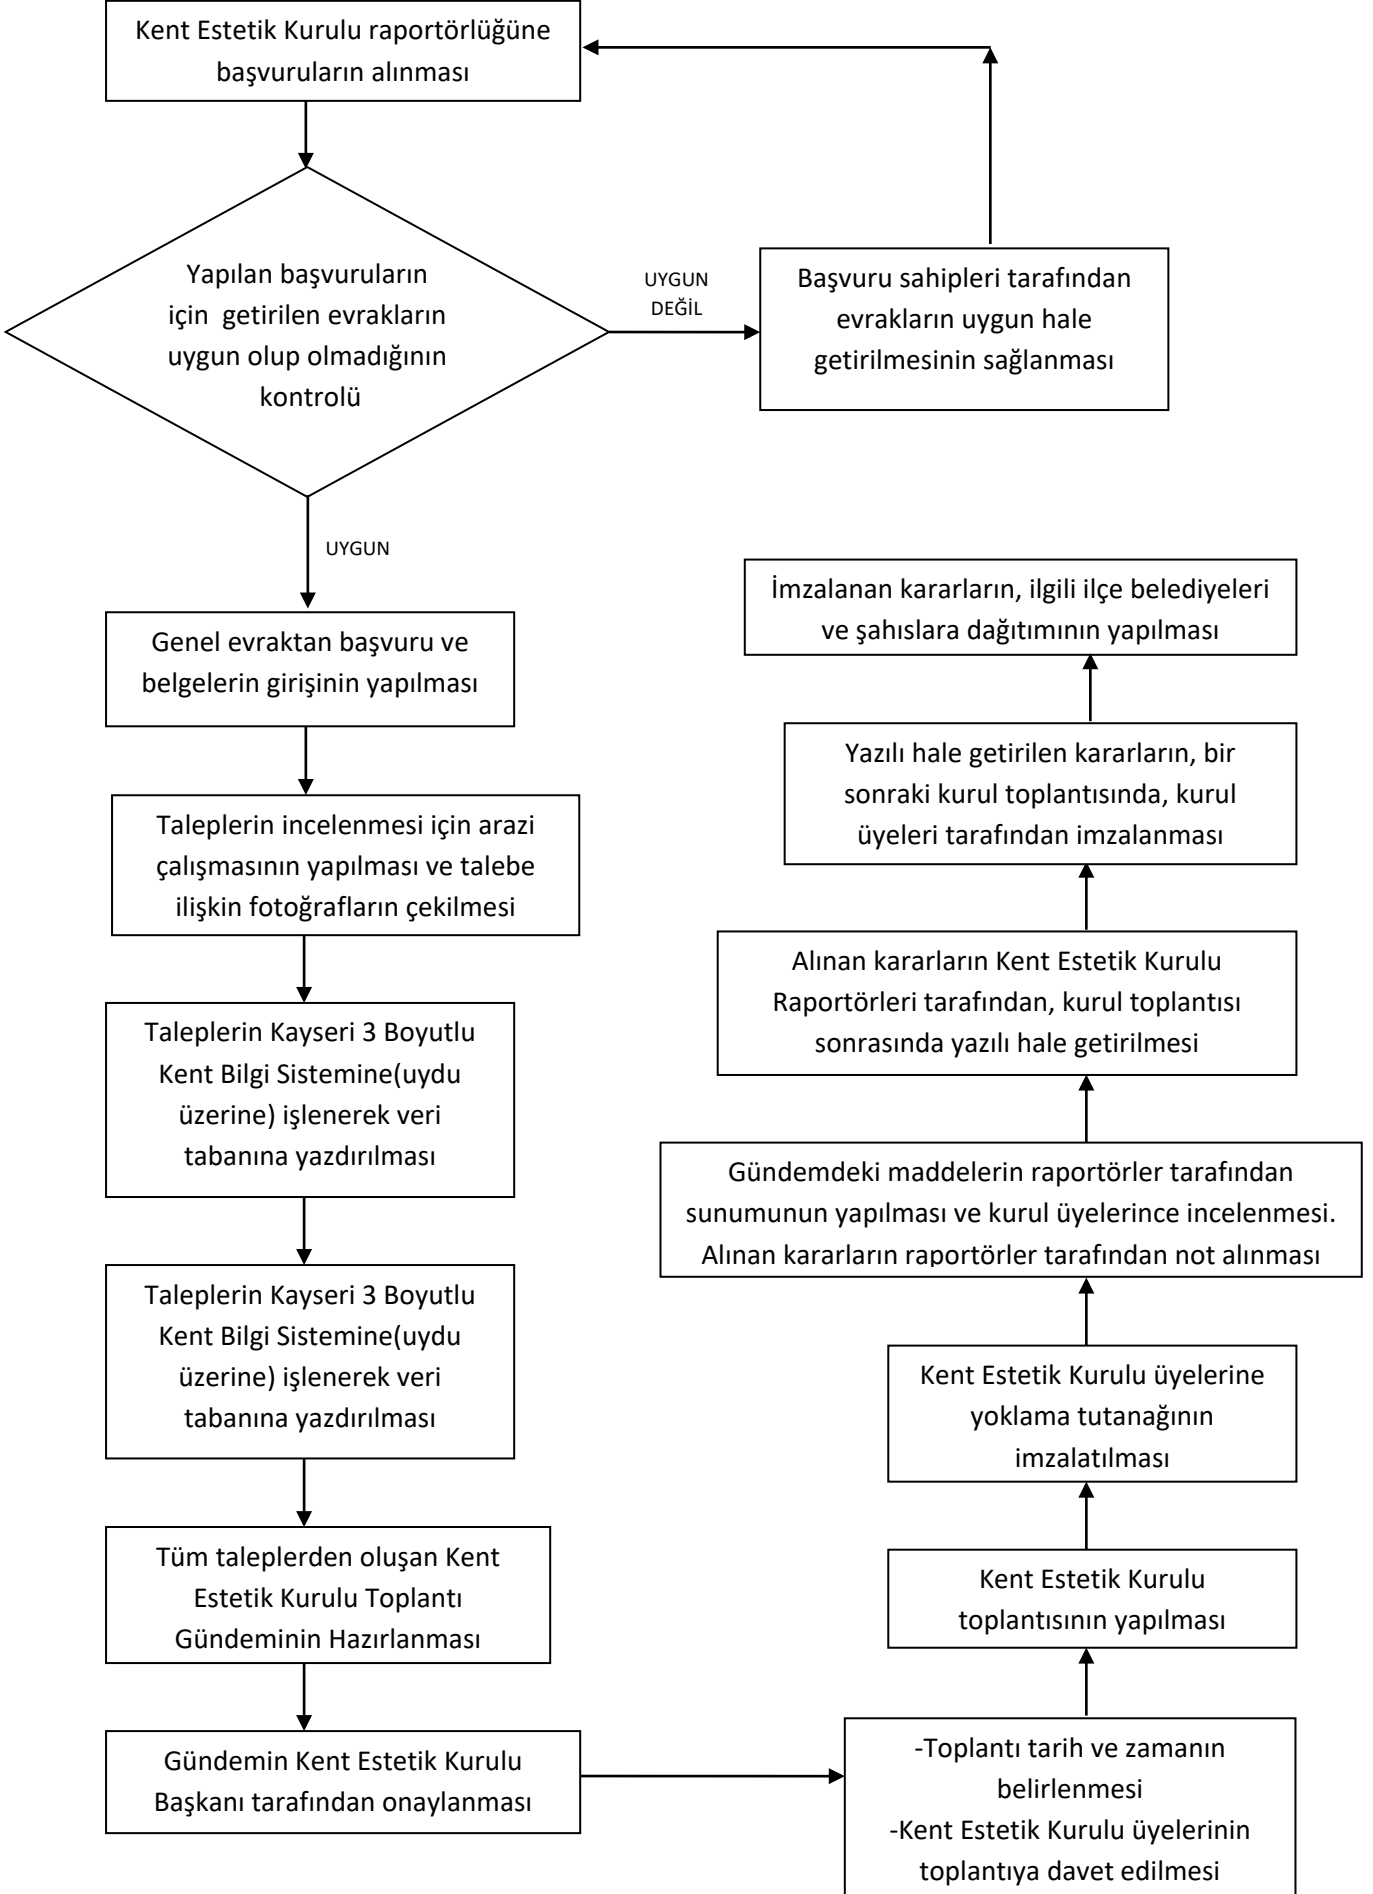 Kent Estetik Kurulu raportörlüğüne
başvuruların alınması
Yapılan başvuruların
için  getirilen evrakların
uygun olup olmadığının
kontrolü
UYGUN
DEĞİL
Başvuru sahipleri tarafından
evrakların uygun hale
getirilmesinin sağlanması
UYGUN
Genel evraktan başvuru ve
belgelerin girişinin yapılması
Taleplerin incelenmesi için arazi
çalışmasının yapılması ve talebe
ilişkin fotoğrafların çekilmesi
Taleplerin Kayseri 3 Boyutlu
Kent Bilgi Sistemine(uydu
üzerine) işlenerek veri
tabanına yazdırılması
Taleplerin Kayseri 3 Boyutlu
Kent Bilgi Sistemine(uydu
üzerine) işlenerek veri
tabanına yazdırılması
Tüm taleplerden oluşan Kent
Estetik Kurulu Toplantı
Gündeminin Hazırlanması
Gündemin Kent Estetik Kurulu
Başkanı tarafından onaylanması
-Toplantı tarih ve zamanın
belirlenmesi
-Kent Estetik Kurulu üyelerinin
toplantıya davet edilmesi
Kent Estetik Kurulu
toplantısının yapılması
Kent Estetik Kurulu üyelerine
yoklama tutanağının
imzalatılması
Gündemdeki maddelerin raportörler tarafından
sunumunun yapılması ve kurul üyelerince incelenmesi.
Alınan kararların raportörler tarafından not alınması
Alınan kararların Kent Estetik Kurulu
Raportörleri tarafından, kurul toplantısı
sonrasında yazılı hale getirilmesi
Yazılı hale getirilen kararların, bir
sonraki kurul toplantısında, kurul
üyeleri tarafından imzalanması
İmzalanan kararların, ilgili ilçe belediyeleri
ve şahıslara dağıtımının yapılması